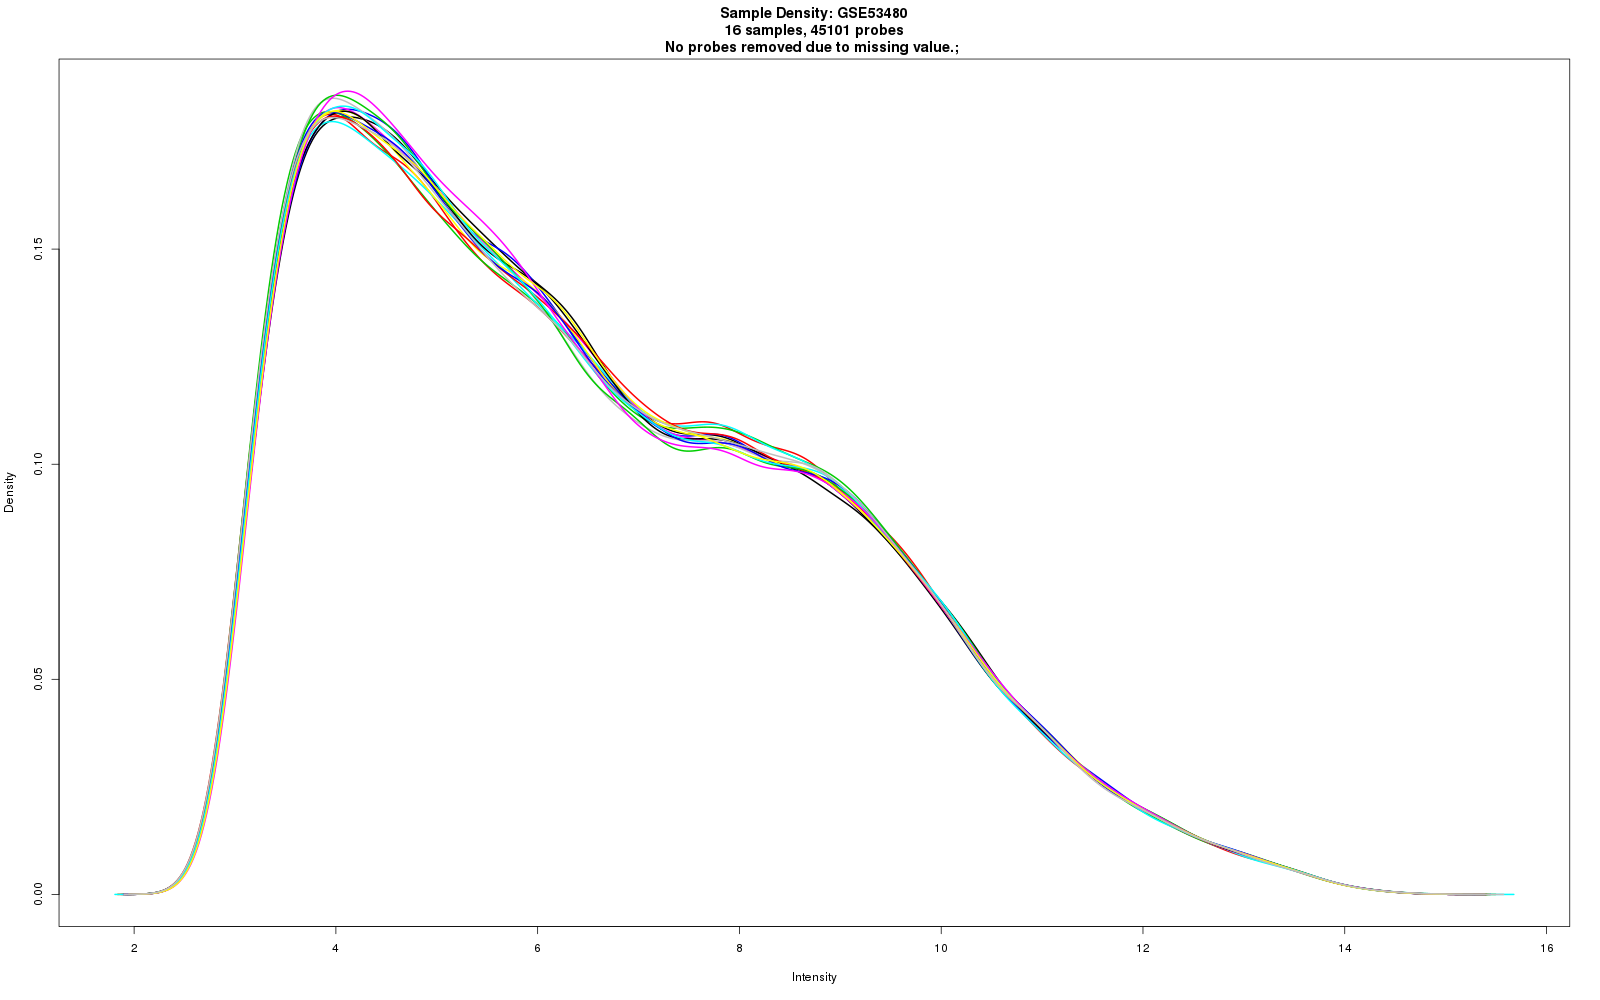 Sample Density: GSE53480
16 samples, 45101 probes
No probes removed due to missing value.;
Density
0.15
0.10
0.05
0.00
2 4 6 8 10 12 14 16
Intensity